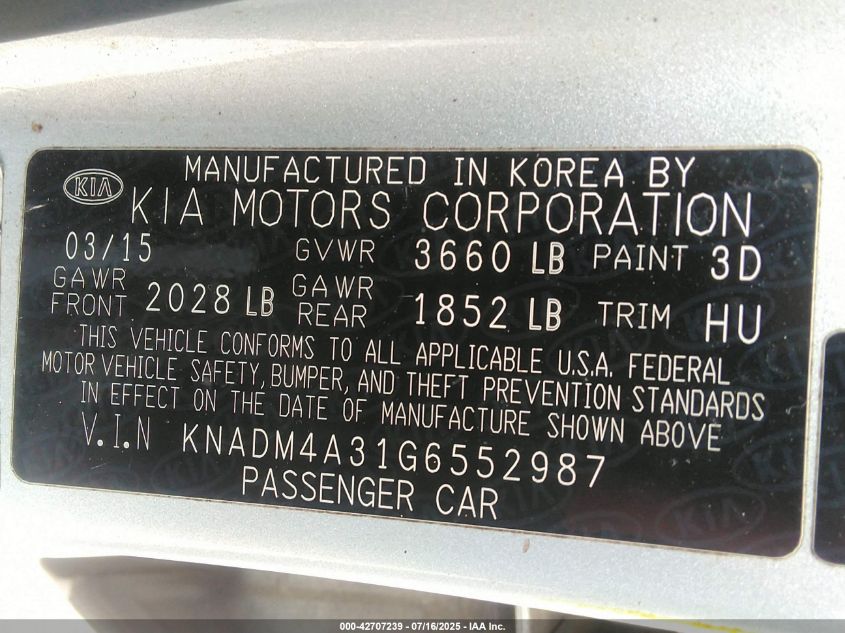 MANUFACTURED IN KOREA BY
KIA
KIA MOTORS CORPORATION
03/15 GVWR 3660 LB PAINT 3D
GAWR FRONT 2028 LB GAWR REAR 1852 LB TRIM HU
THIS VEHICLE CONFORMS TO ALL APPLICABLE U.S.A. FEDERAL
MOTOR VEHICLE SAFETY, BUMPER, AND THEFT PREVENTION STANDARDS
IN EFFECT ON THE DATE OF MANUFACTURE SHOWN ABOVE
V.I.N KNADM4A31G6552987
PASSENGER CAR
000-42707239 - 07/16/2025 - IAA Inc.